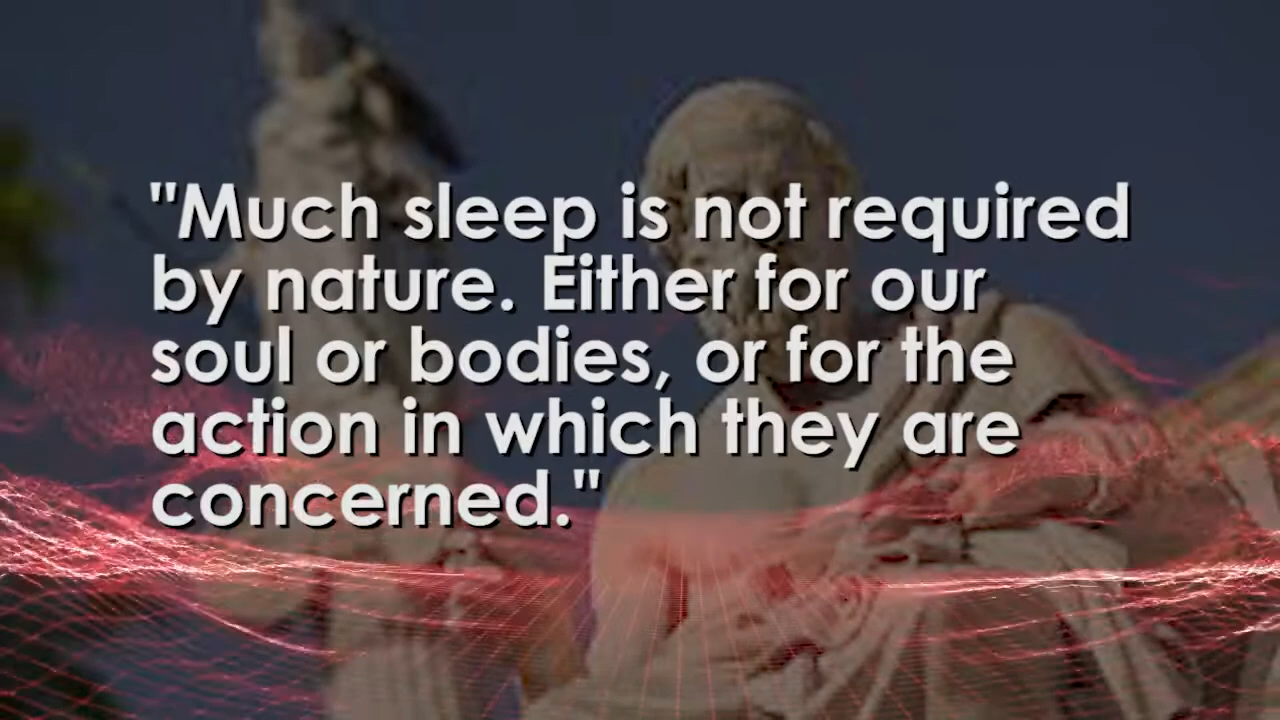 "Much sleep is not required
by nature. Either for our
soul or bodies, or for the
action in which they are
concerned."